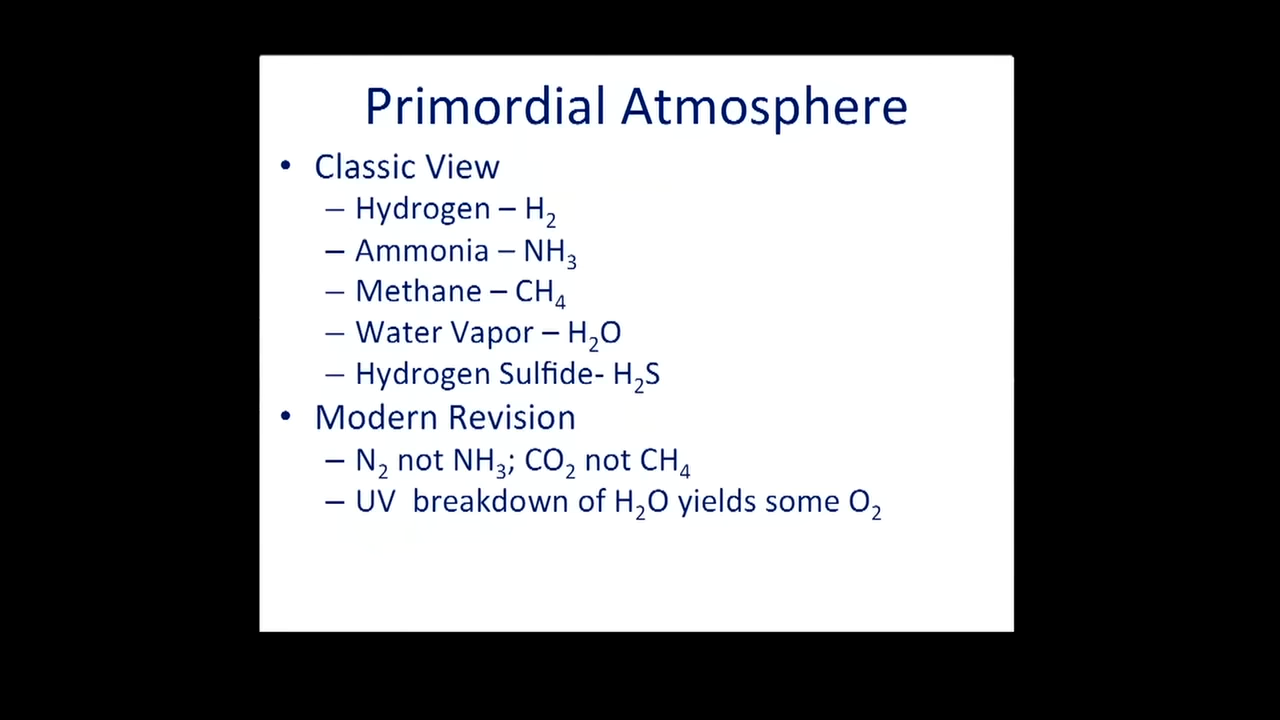 Primordial Atmosphere
• Classic View
– Hydrogen – H₂
– Ammonia – NH₃
– Methane – CH₄
– Water Vapor – H₂O
– Hydrogen Sulfide- H₂S
• Modern Revision
– N₂ not NH₃; CO₂ not CH₄
– UV  breakdown of H₂O yields some O₂